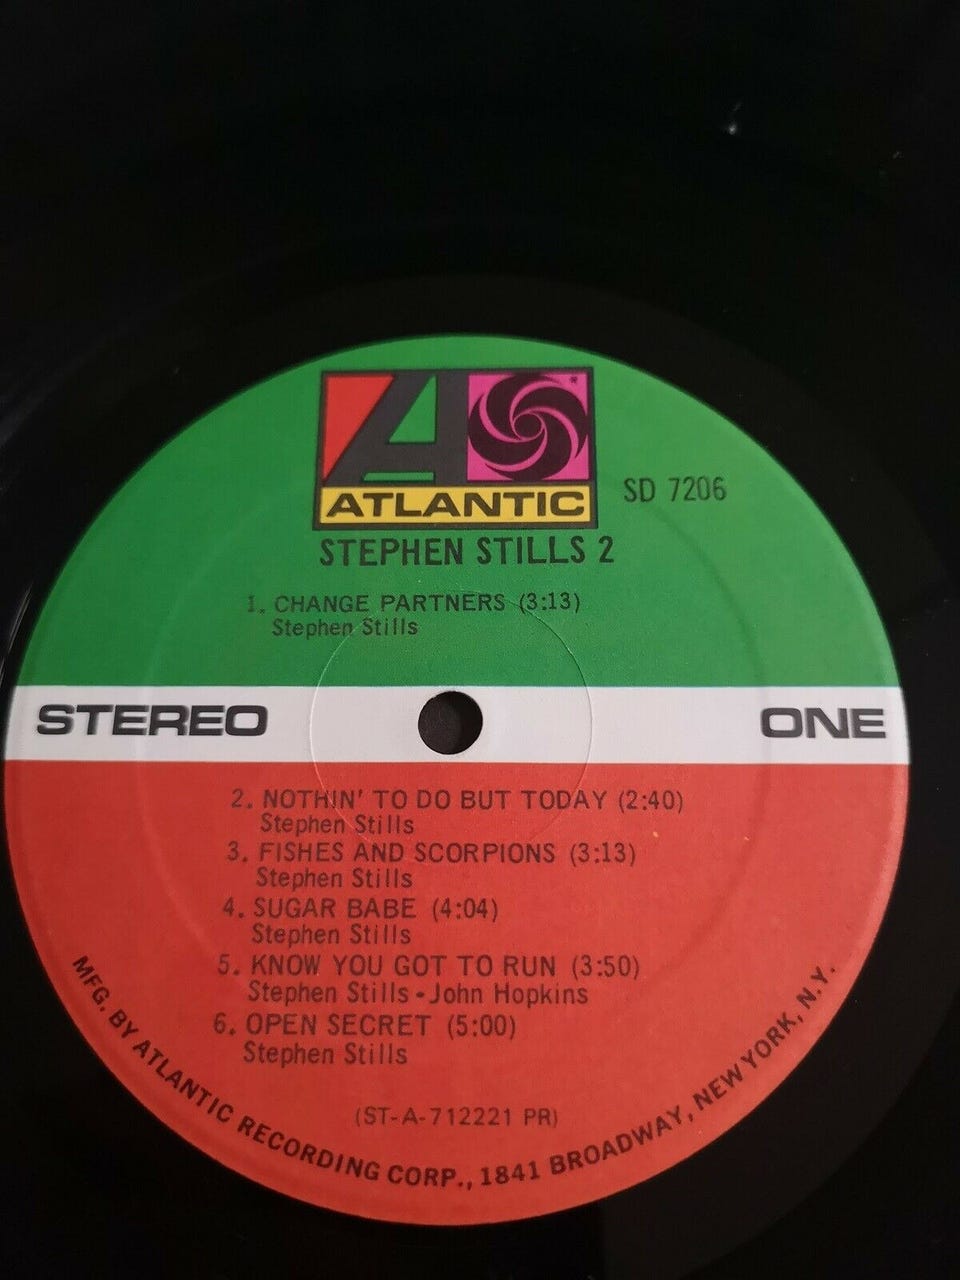 ATLANTIC
SD 7206
STEPHEN STILLS 2
1. CHANGE PARTNERS (3:13)
Stephen Stills
STEREO
ONE
2. NOTHIN' TO DO BUT TODAY (2:40)
Stephen Stills
3. FISHES AND SCORPIONS (3:13)
Stephen Stills
4. SUGAR BABE (4:04)
Stephen Stills
5. KNOW YOU GOT TO RUN (3:50)
Stephen Stills • John Hopkins
6. OPEN SECRET (5:00)
Stephen Stills
(ST-A-712221 PR)
MFG. BY ATLANTIC RECORDING CORP., 1841 BROADWAY, NEW YORK, N.Y.